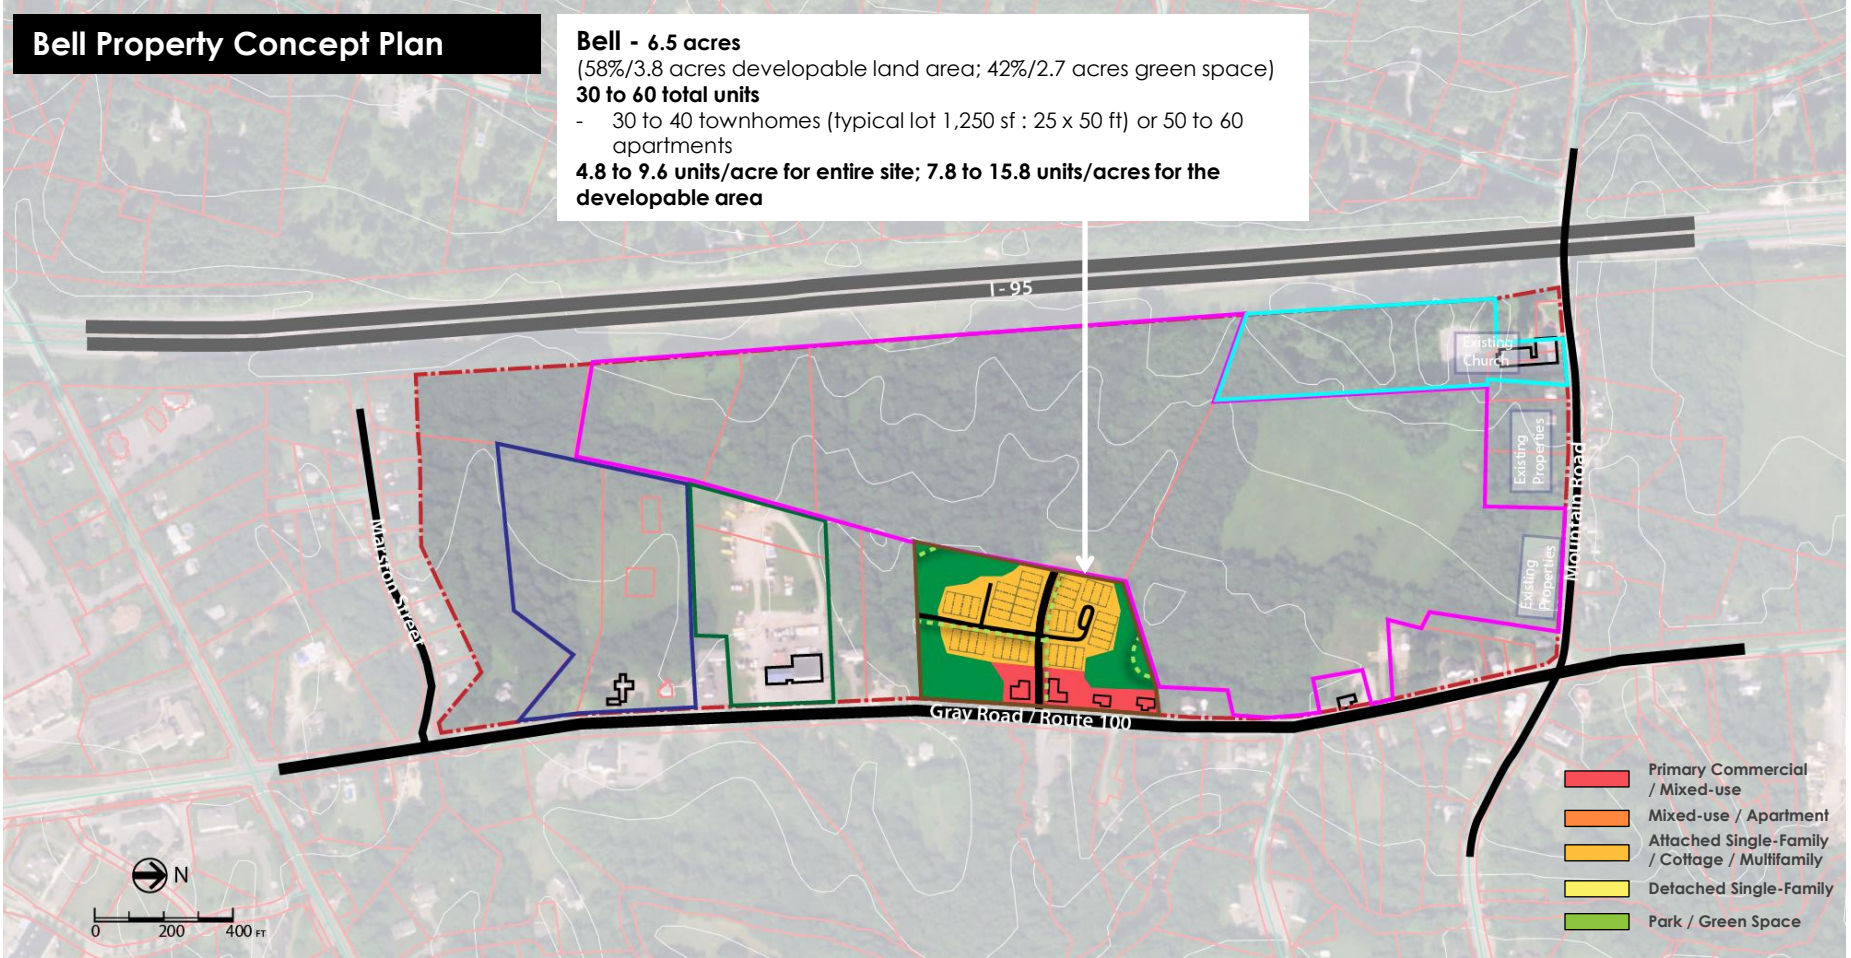 Bell Property Concept Plan
Bell - 6.5 acres
(58%/3.8 acres developable land area; 42%/2.7 acres green space)
30 to 60 total units
- 30 to 40 townhomes (typical lot 1,250 sf : 25 x 50 ft) or 50 to 60
apartments
4.8 to 9.6 units/acre for entire site; 7.8 to 15.8 units/acres for the
developable area
I-95
Existing
Church
Existing
Properties
Mountain Road
Existing
Properties
Marston Street
Gray Road / Route 100
Primary Commercial
/ Mixed-use
Mixed-use / Apartment
Attached Single-Family
/ Cottage / Multifamily
Detached Single-Family
Park / Green Space
N
0 200 400 FT